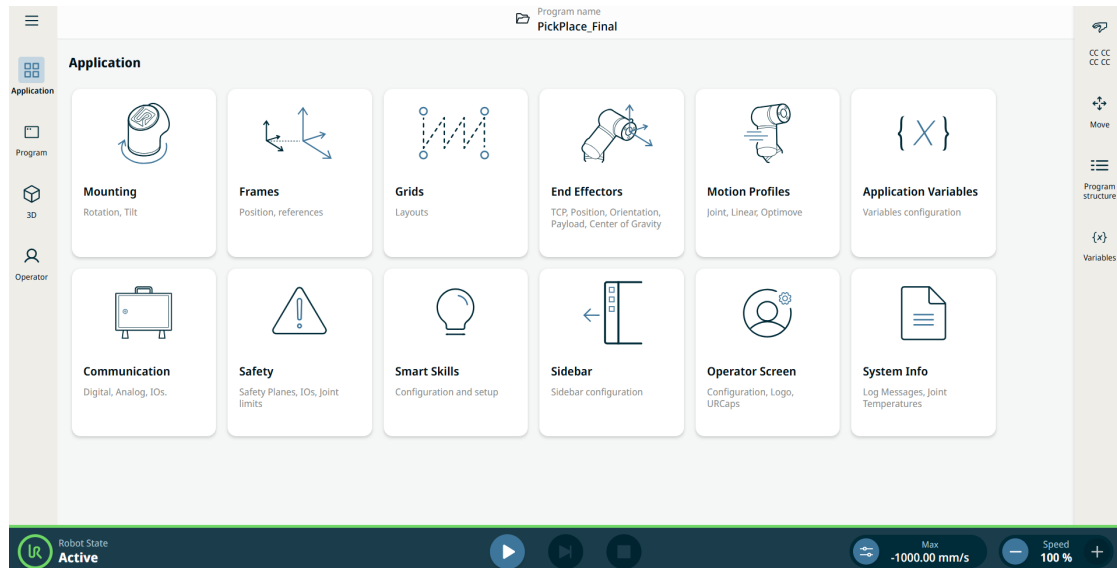 Program name
PickPlace_Final
Application
Application
Program
3D
Operator
Mounting
Rotation, Tilt
Frames
Position, references
Grids
Layouts
End Effectors
TCP, Position, Orientation,
Payload, Center of Gravity
Motion Profiles
Joint, Linear, Optimove
{X}
Application Variables
Variables configuration
Communication
Digital, Analog, IOs.
Safety
Safety Planes, IOs, Joint
limits
Smart Skills
Configuration and setup
Sidebar
Sidebar configuration
Operator Screen
Configuration, Logo,
URCaps
System Info
Log Messages, Joint
Temperatures
CC CC
CC CC
Move
Program
structure
{x}
Variables
UR
Robot State
Active
Max
-1000.00 mm/s
Speed
100 %